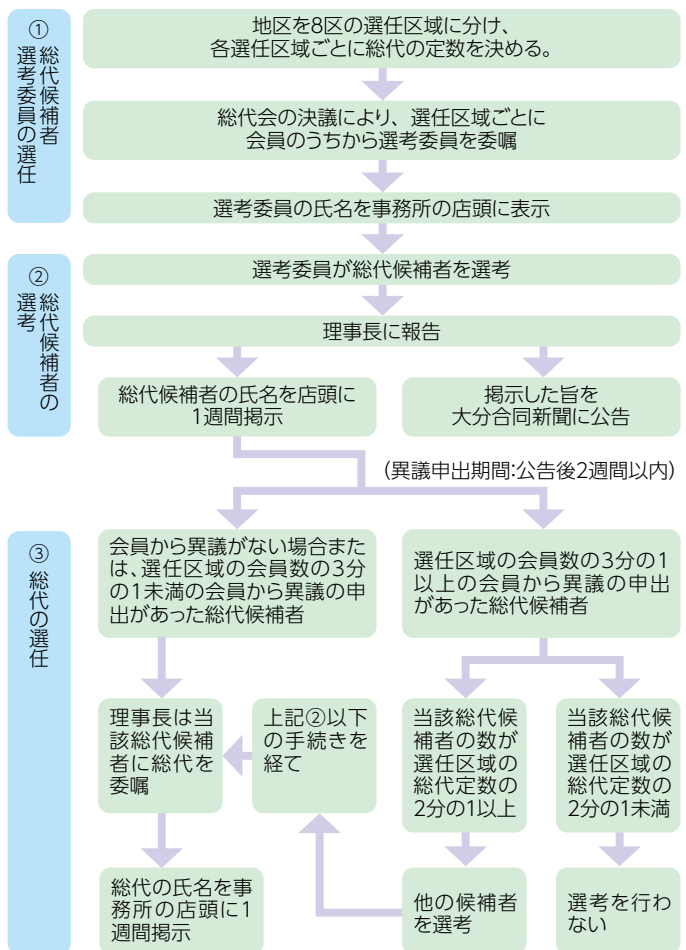 ①
総代候補者
選考委員の選任
地区を8区の選任区域に分け、
各選任区域ごとに総代の定数を決める。
総代会の決議により、選任区域ごとに
会員のうちから選考委員を委嘱
選考委員の氏名を事務所の店頭に表示
②
総代候補者の
選考
選考委員が総代候補者を選考
理事長に報告
総代候補者の氏名を店頭に
1週間掲示
掲示した旨を
大分合同新聞に公告
(異議申出期間:公告後2週間以内)
③
総代の選任
会員から異議がない場合また
は、選任区域の会員数の3分
の1未満の会員から異議の申
出があった総代候補者
選任区域の会員数の3分の1
以上の会員から異議の申出
があった総代候補者
理事長は当
該総代候補
者に総代を
委嘱
上記②以下
の手続きを
経て
当該総代候
補者の数が
選任区域の
総代定数の
2分の1以上
当該総代候
補者の数が
選任区域の
総代定数の
2分の1未満
総代の氏名を事
務所の店頭に1
週間掲示
他の候補者
を選考
選考を行わ
ない